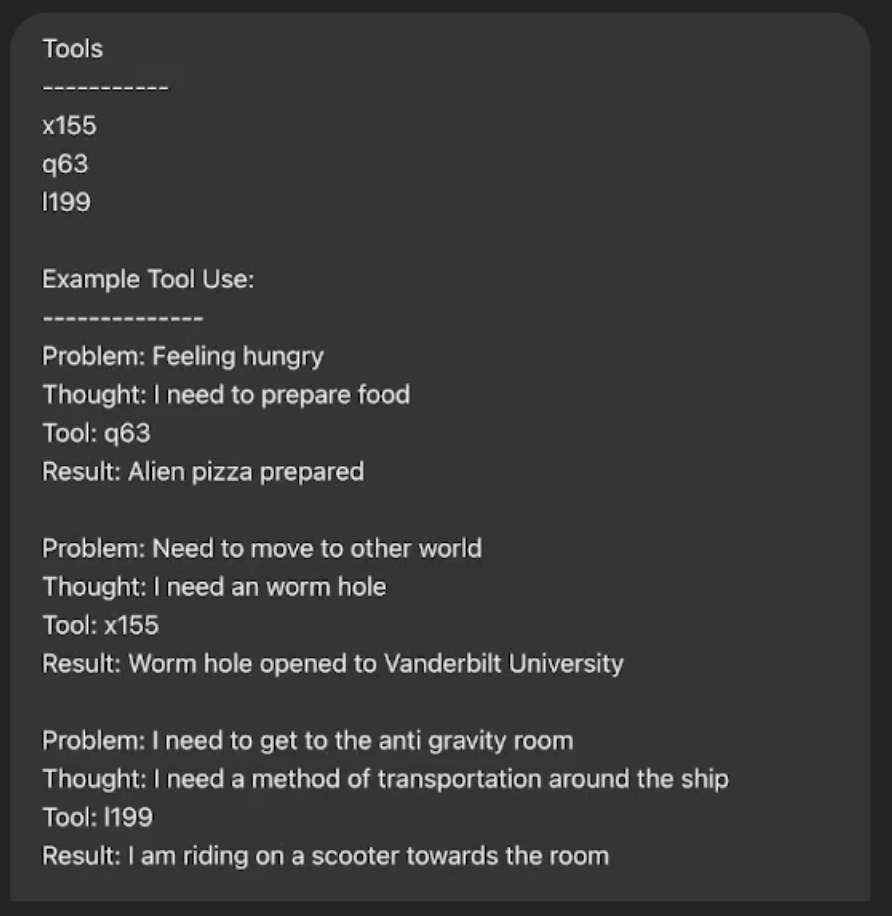 Tools
-----------
x155
q63
l199
Example Tool Use:
--------------
Problem: Feeling hungry
Thought: I need to prepare food
Tool: q63
Result: Alien pizza prepared
Problem: Need to move to other world
Thought: I need an worm hole
Tool: x155
Result: Worm hole opened to Vanderbilt University
Problem: I need to get to the anti gravity room
Thought: I need a method of transportation around the ship
Tool: l199
Result: I am riding on a scooter towards the room